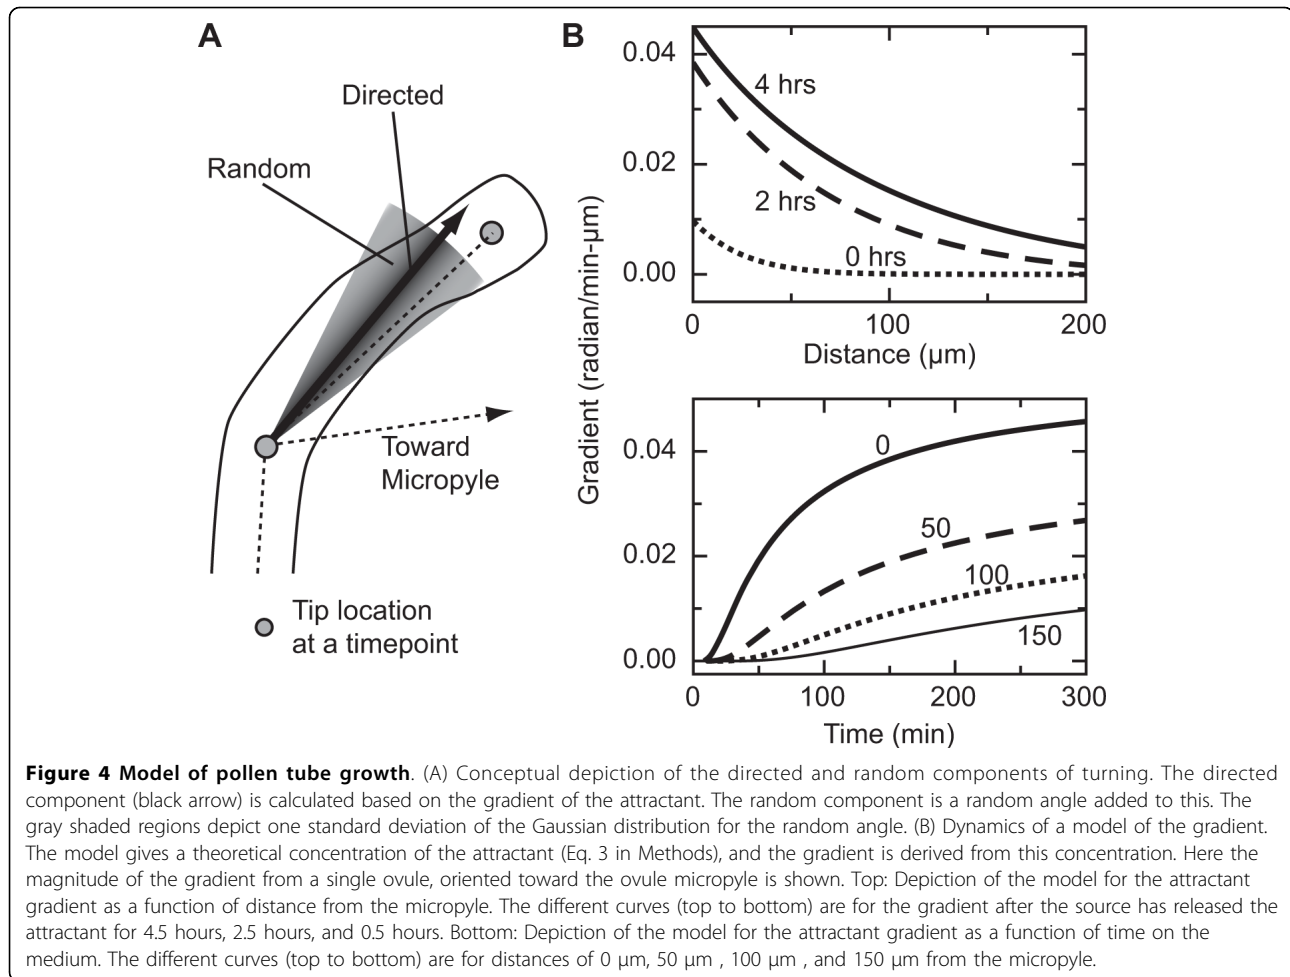 A
Directed
Random
Toward
Micropyle
Tip location
at a timepoint
B
Gradient (radian/min-µm)
0.04
0.02
0.00
4 hrs
2 hrs
0 hrs
0 100 200
Distance (µm)
0.04
0.02
0.00
0
50
100
150
0 100 200 300
Time (min)
Figure 4 Model of pollen tube growth. (A) Conceptual depiction of the directed and random components of turning. The directed
component (black arrow) is calculated based on the gradient of the attractant. The random component is a random angle added to this. The
gray shaded regions depict one standard deviation of the Gaussian distribution for the random angle. (B) Dynamics of a model of the gradient.
The model gives a theoretical concentration of the attractant (Eq. 3 in Methods), and the gradient is derived from this concentration. Here the
magnitude of the gradient from a single ovule, oriented toward the ovule micropyle is shown. Top: Depiction of the model for the attractant
gradient as a function of distance from the micropyle. The different curves (top to bottom) are for the gradient after the source has released the
attractant for 4.5 hours, 2.5 hours, and 0.5 hours. Bottom: Depiction of the model for the attractant gradient as a function of time on the
medium. The different curves (top to bottom) are for distances of 0 µm, 50 µm , 100 µm , and 150 µm from the micropyle.